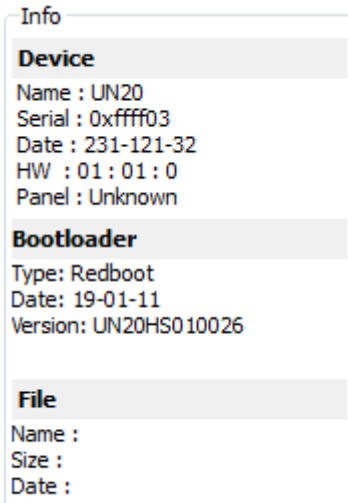 Info
Device
Name : UN20
Serial : 0xffff03
Date : 231-121-32
HW : 01 : 01 : 0
Panel : Unknown
Bootloader
Type: Redboot
Date: 19-01-11
Version: UN20HS010026
File
Name :
Size :
Date :